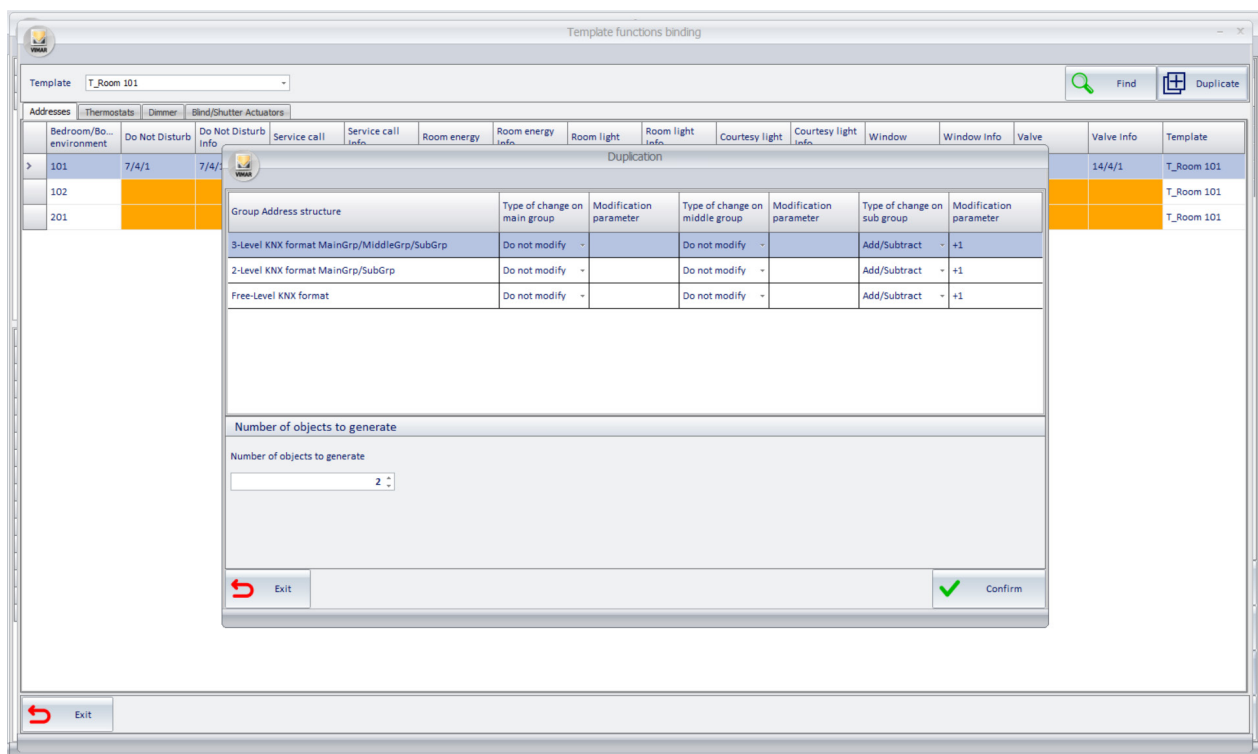 Template functions binding
VIMAR
Template T_Room 101
Find
Duplicate
Addresses Thermostats Dimmer Blind/Shutter Actuators
Bedroom/Bo... environment Do Not Disturb Do Not Disturb Info Service call Service call Info Room energy Room energy Info Room light Room light Info Courtesy light Courtesy light Info Window Window Info Valve Valve Info Template
101 7/4/1 7/4/1 14/4/1 T_Room 101
102 T_Room 101
201 T_Room 101
Duplication
VIMAR
Group Address structure Type of change on main group Modification parameter Type of change on middle group Modification parameter Type of change on sub group Modification parameter
3-Level KNX format MainGrp/MiddleGrp/SubGrp Do not modify Do not modify Add/Subtract +1
2-Level KNX format MainGrp/SubGrp Do not modify Do not modify Add/Subtract +1
Free-Level KNX format Do not modify Do not modify Add/Subtract +1
Number of objects to generate
Number of objects to generate
2
Exit
Confirm
Exit